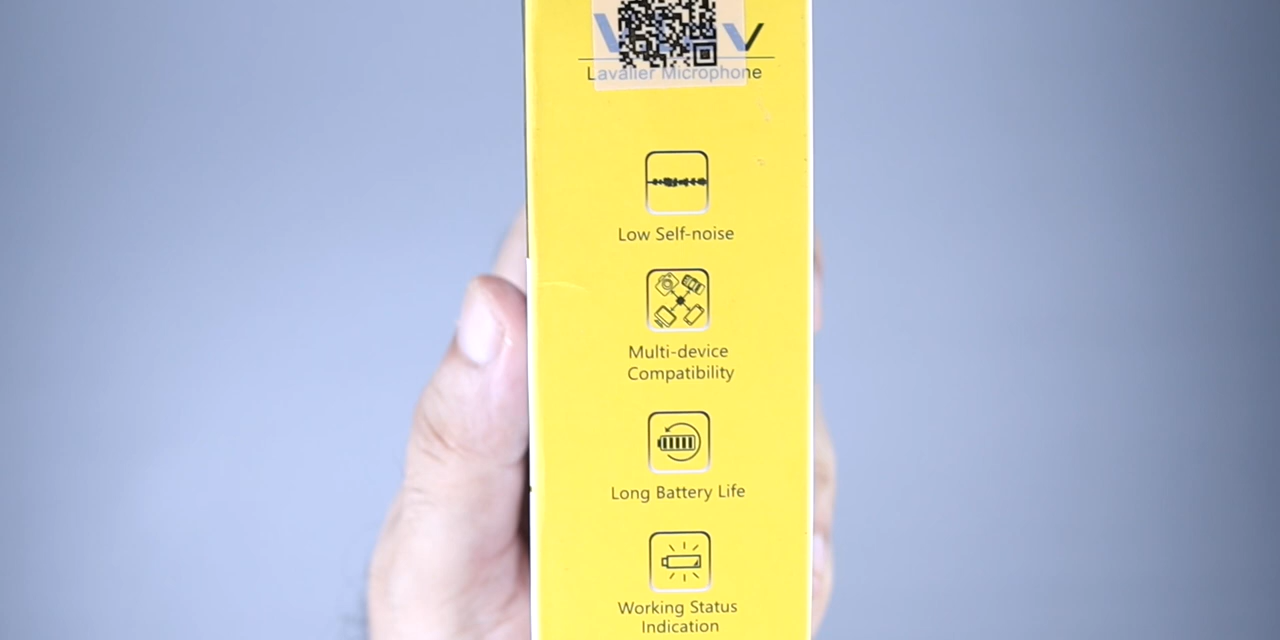 Lavalier Microphone
Low Self-noise
Multi-device
Compatibility
Long Battery Life
Working Status
Indication